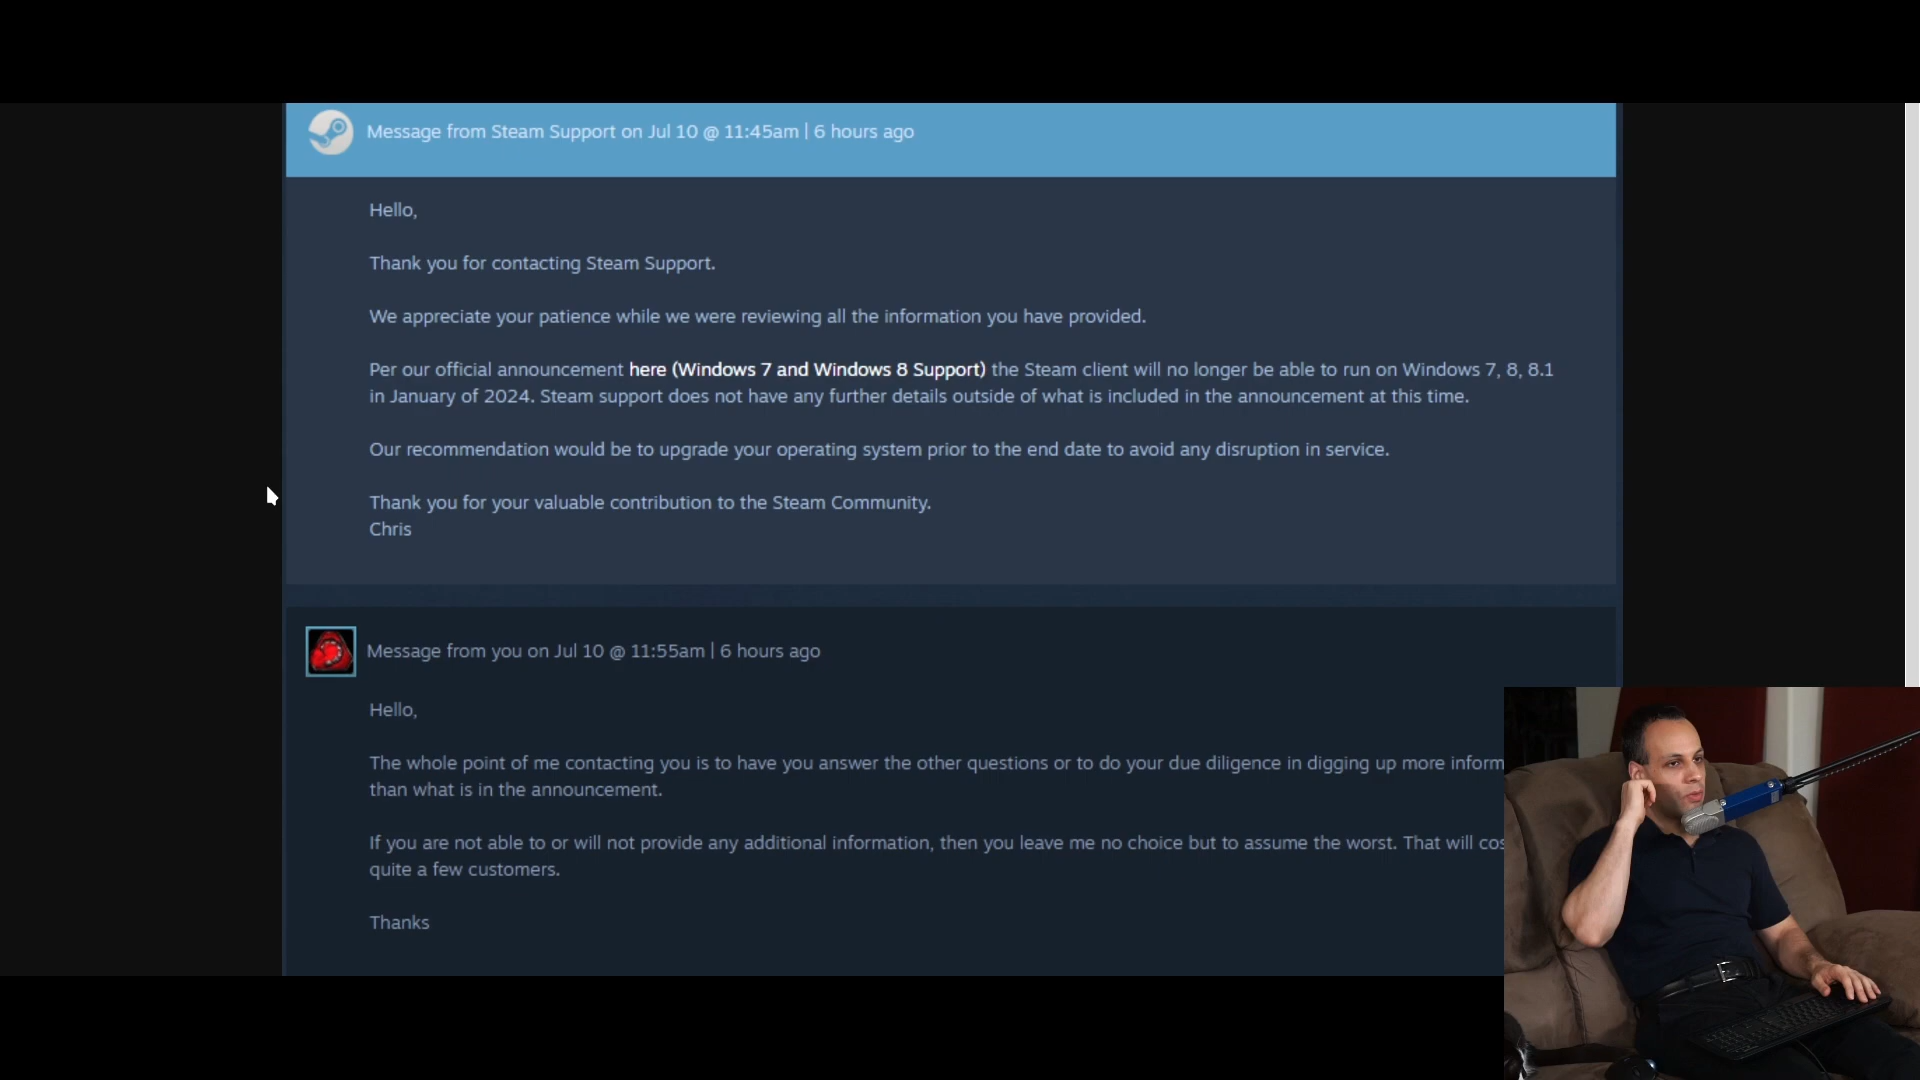 Message from Steam Support on Jul 10 @ 11:45am | 6 hours ago
Hello,
Thank you for contacting Steam Support.
We appreciate your patience while we were reviewing all the information you have provided.
Per our official announcement here (Windows 7 and Windows 8 Support) the Steam client will no longer be able to run on Windows 7, 8, 8.1
in January of 2024. Steam support does not have any further details outside of what is included in the announcement at this time.
Our recommendation would be to upgrade your operating system prior to the end date to avoid any disruption in service.
Thank you for your valuable contribution to the Steam Community.
Chris
Message from you on Jul 10 @ 11:55am | 6 hours ago
Hello,
The whole point of me contacting you is to have you answer the other questions or to do your due diligence in digging up more inform
than what is in the announcement.
If you are not able to or will not provide any additional information, then you leave me no choice but to assume the worst. That will cos
quite a few customers.
Thanks